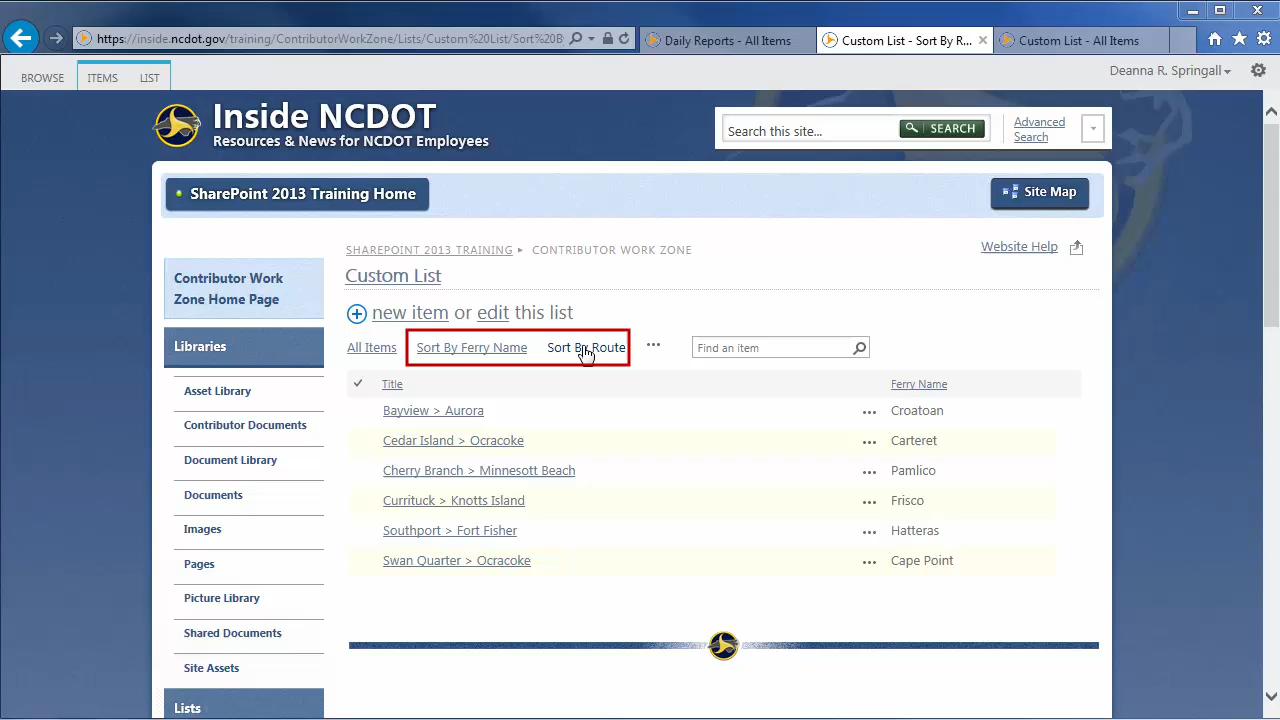 https://inside.ncdot.gov/training/ContributorWorkZone/Lists/Custom%20List/Sort%20B
Daily Reports - All Items
Custom List - Sort By R...
Custom List - All Items
BROWSE
ITEMS
LIST
Deanna R. Springall
Inside NCDOT
Resources & News for NCDOT Employees
Search this site...
SEARCH
Advanced
Search
SharePoint 2013 Training Home
Site Map
SHAREPOINT 2013 TRAINING
CONTRIBUTOR WORK ZONE
Website Help
Custom List
new item or edit this list
All Items
Sort By Ferry Name
Sort By Route
...
Find an item
Title
Ferry Name
Bayview > Aurora ... Croatoan
Cedar Island > Ocracoke ... Carteret
Cherry Branch > Minnesott Beach ... Pamlico
Currituck > Knotts Island ... Frisco
Southport > Fort Fisher ... Hatteras
Swan Quarter > Ocracoke ... Cape Point
Contributor Work
Zone Home Page
Libraries
Asset Library
Contributor Documents
Document Library
Documents
Images
Pages
Picture Library
Shared Documents
Site Assets
Lists